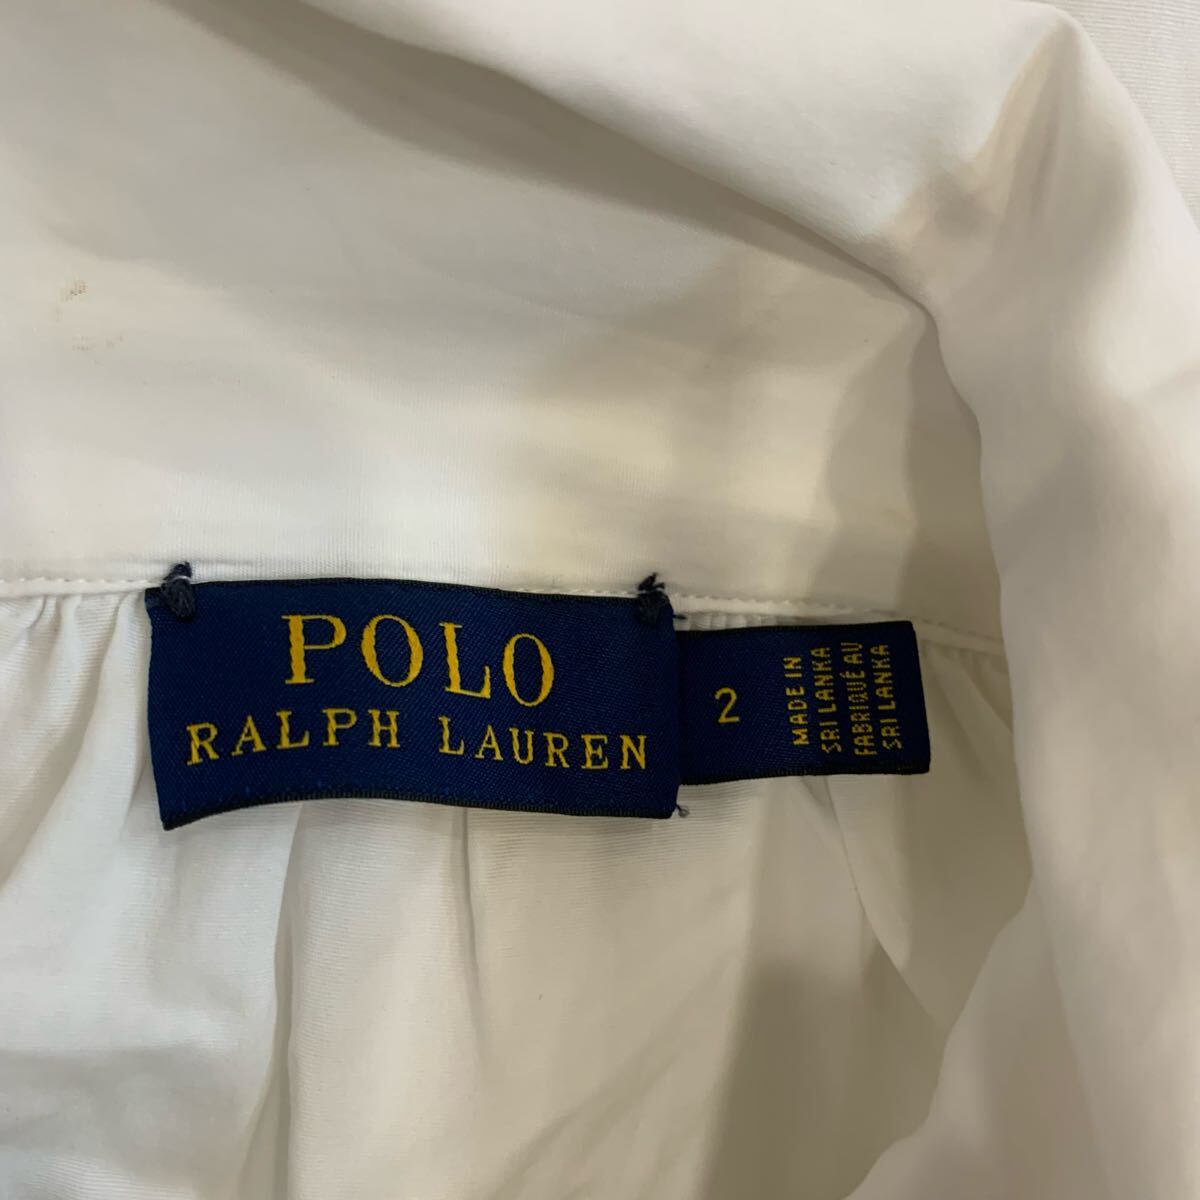 POLO
RALPH LAUREN
2
MADE IN
SRI LANKA
FABRIQUÉ AU
SRI LANKA